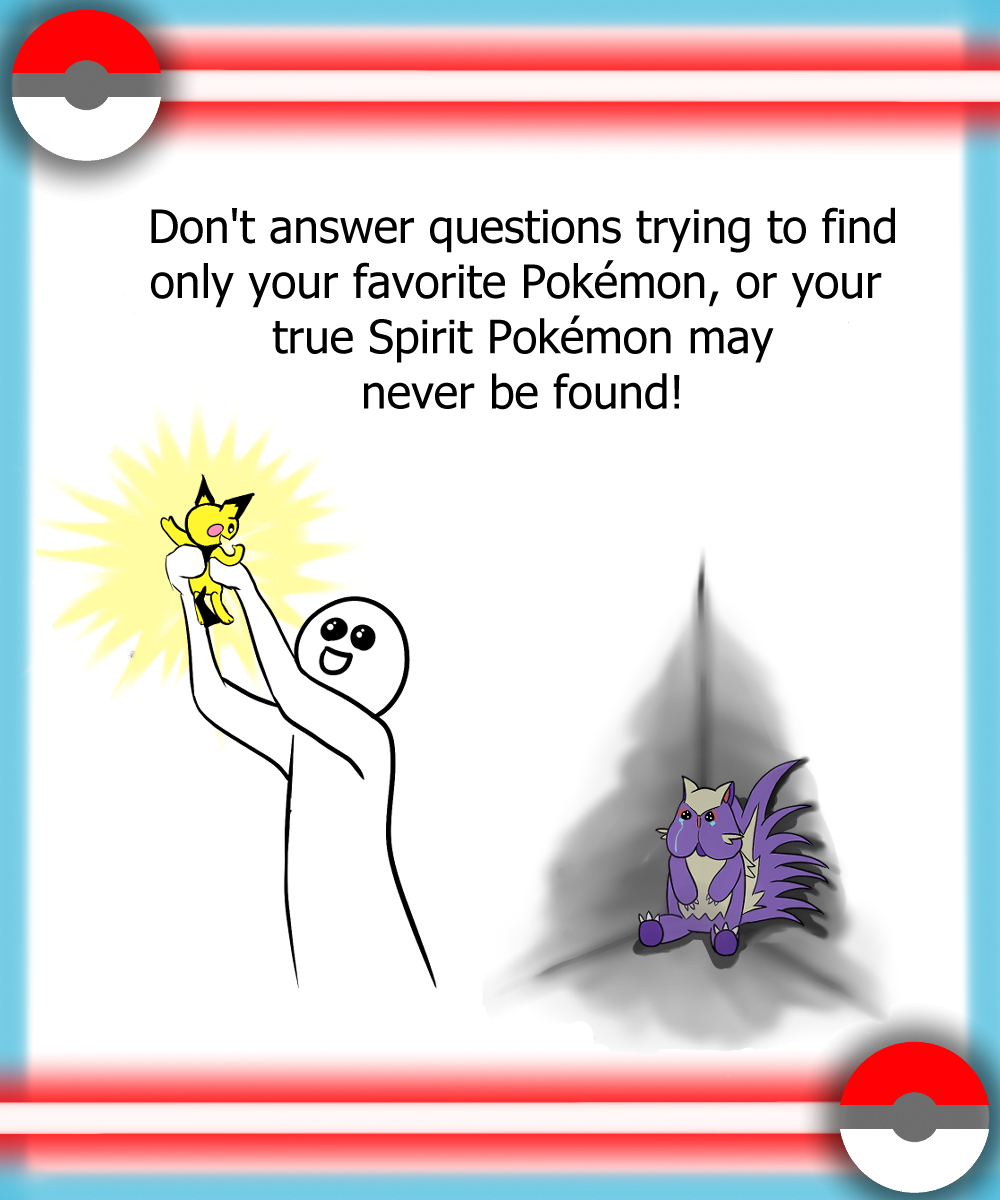 Don't answer questions trying to find
only your favorite Pokémon, or your
true Spirit Pokémon may
never be found!